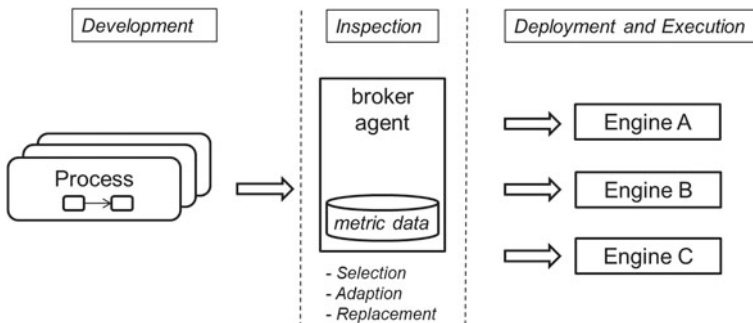 Development
Inspection
Deployment and Execution
Process
broker
agent
metric data
- Selection
- Adaption
- Replacement
Engine A
Engine B
Engine C